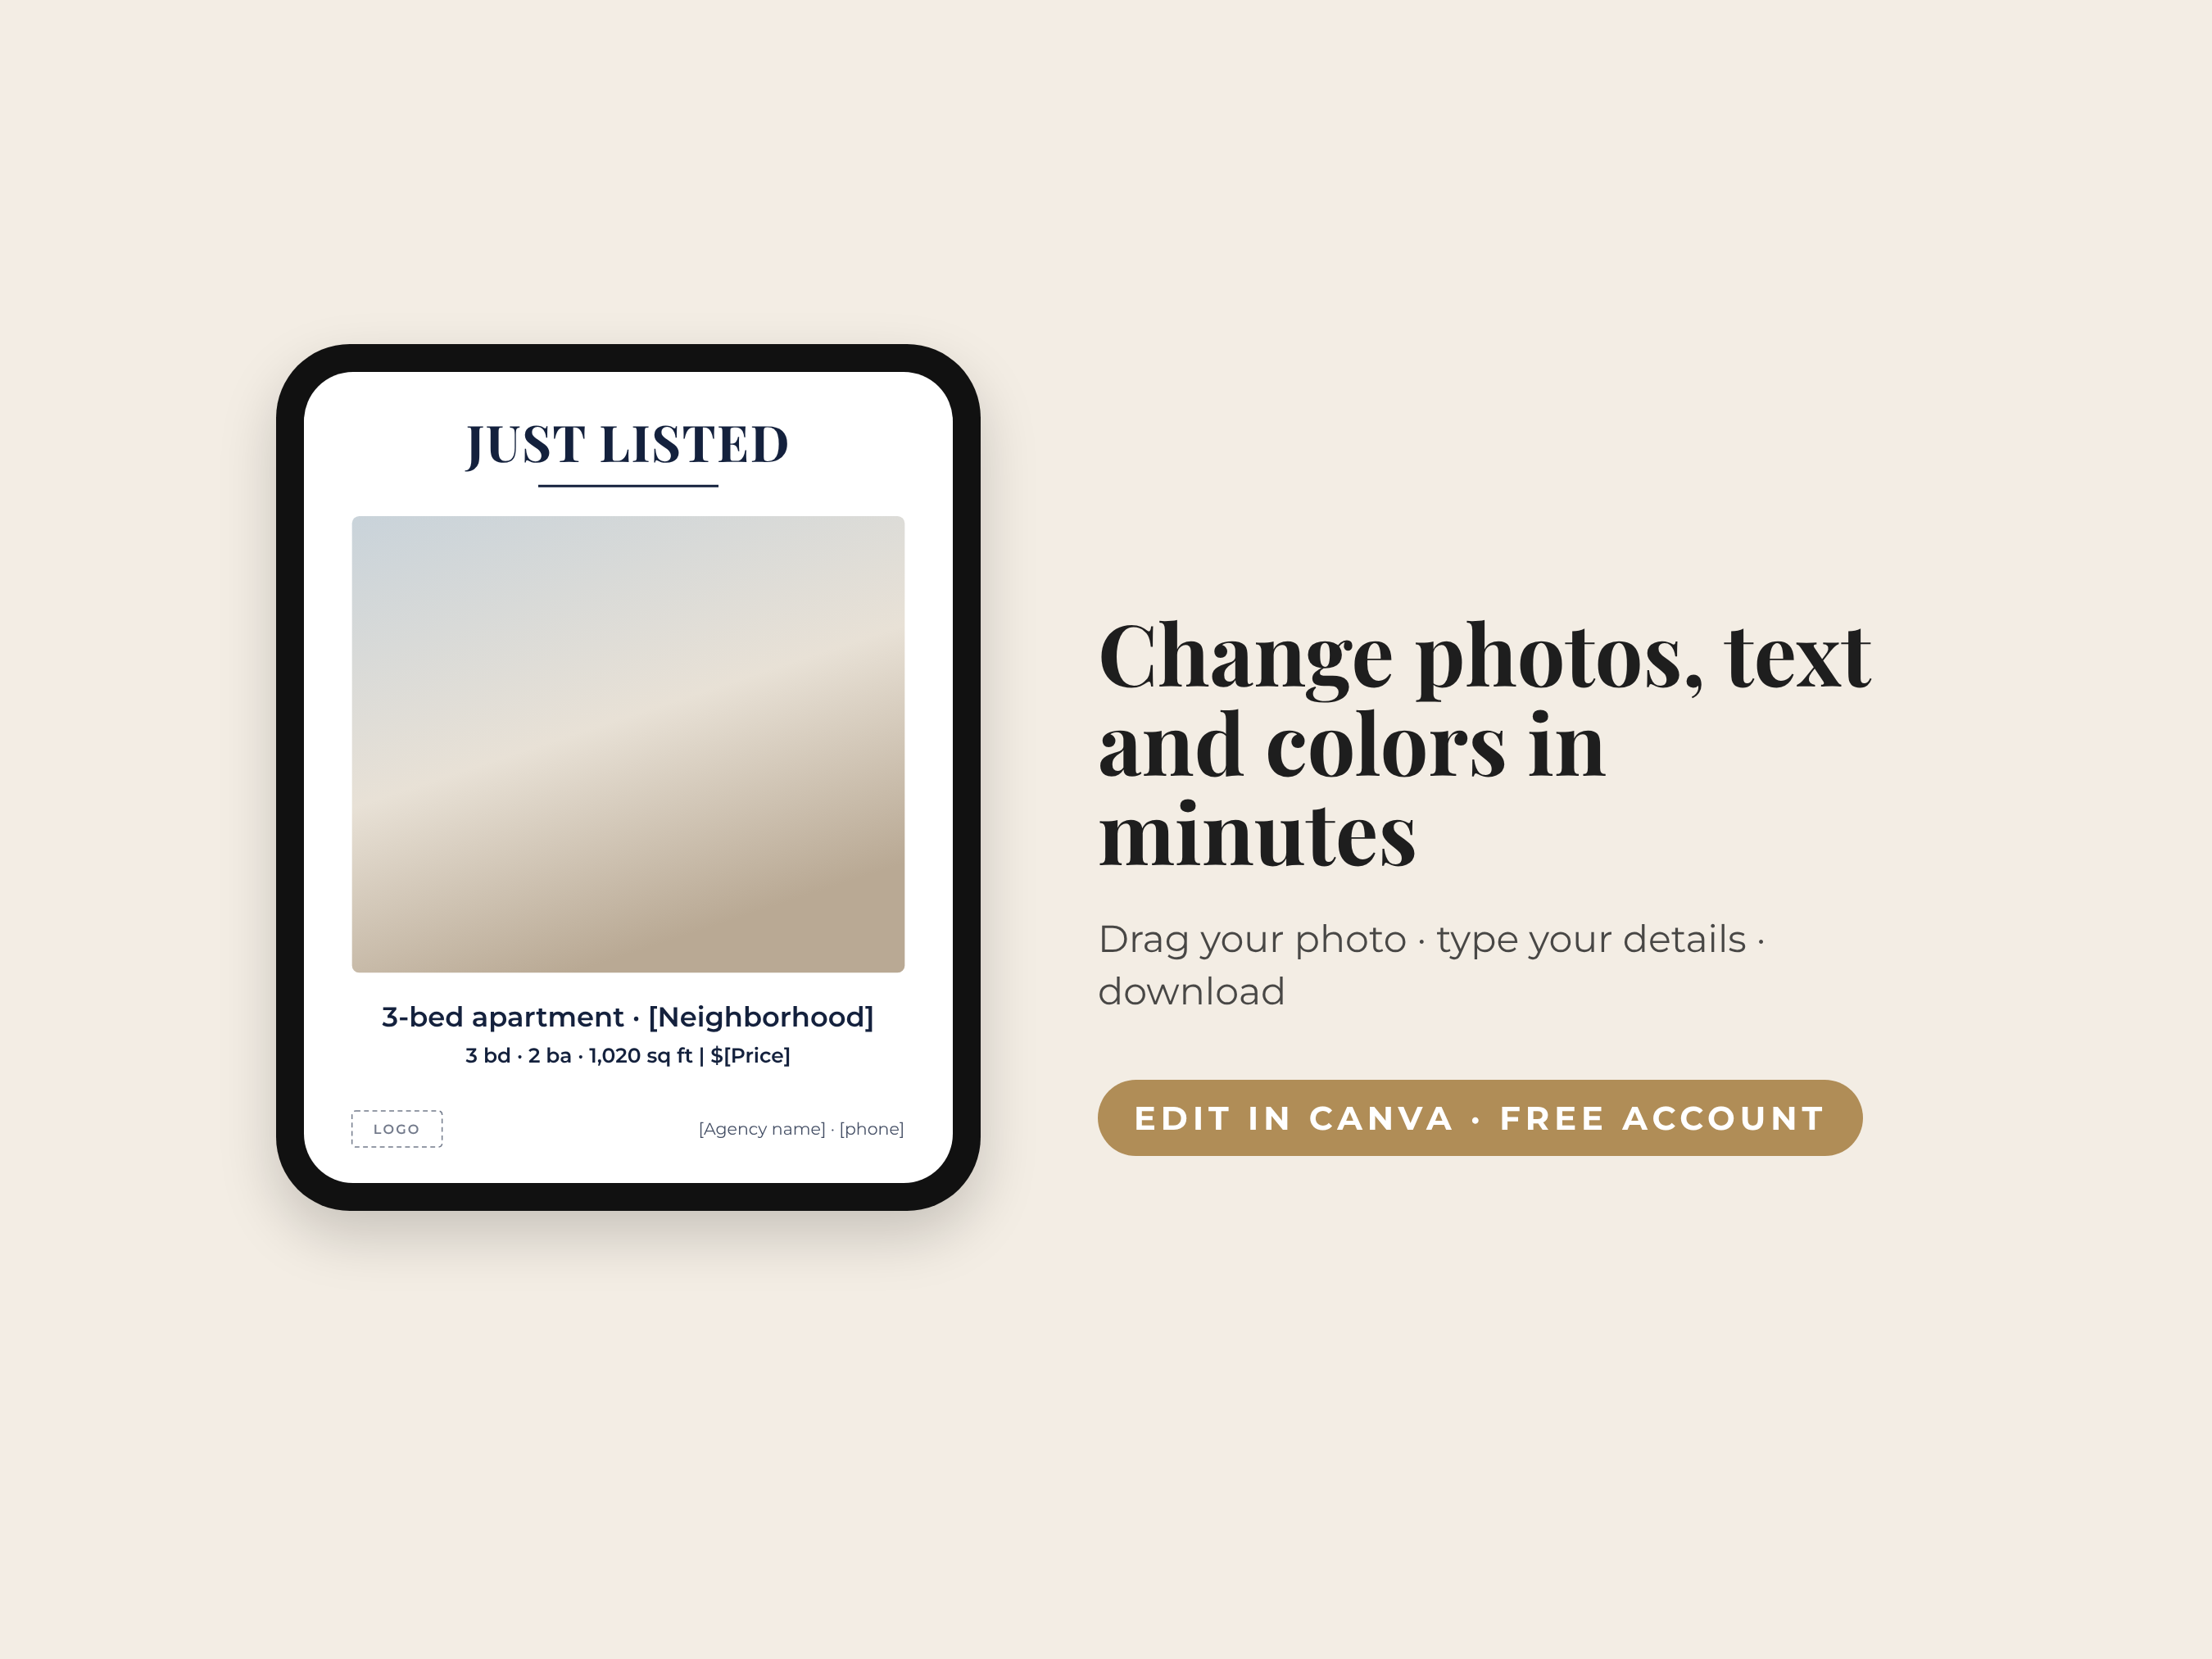 JUST LISTED
3-bed apartment · [Neighborhood]
3 bd · 2 ba · 1,020 sq ft | $[Price]
LOGO
[Agency name] · [phone]
Change photos, text
and colors in
minutes
Drag your photo · type your details ·
download
EDIT IN CANVA · FREE ACCOUNT